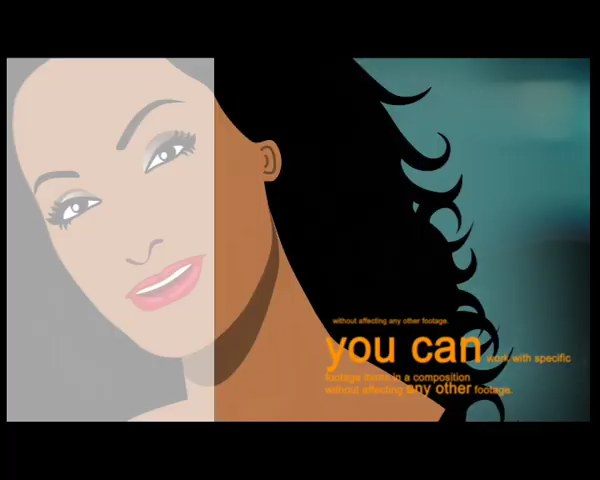 without affecting any other footage.
you can work with specific
footage items in a composition
without affecting any other footage.